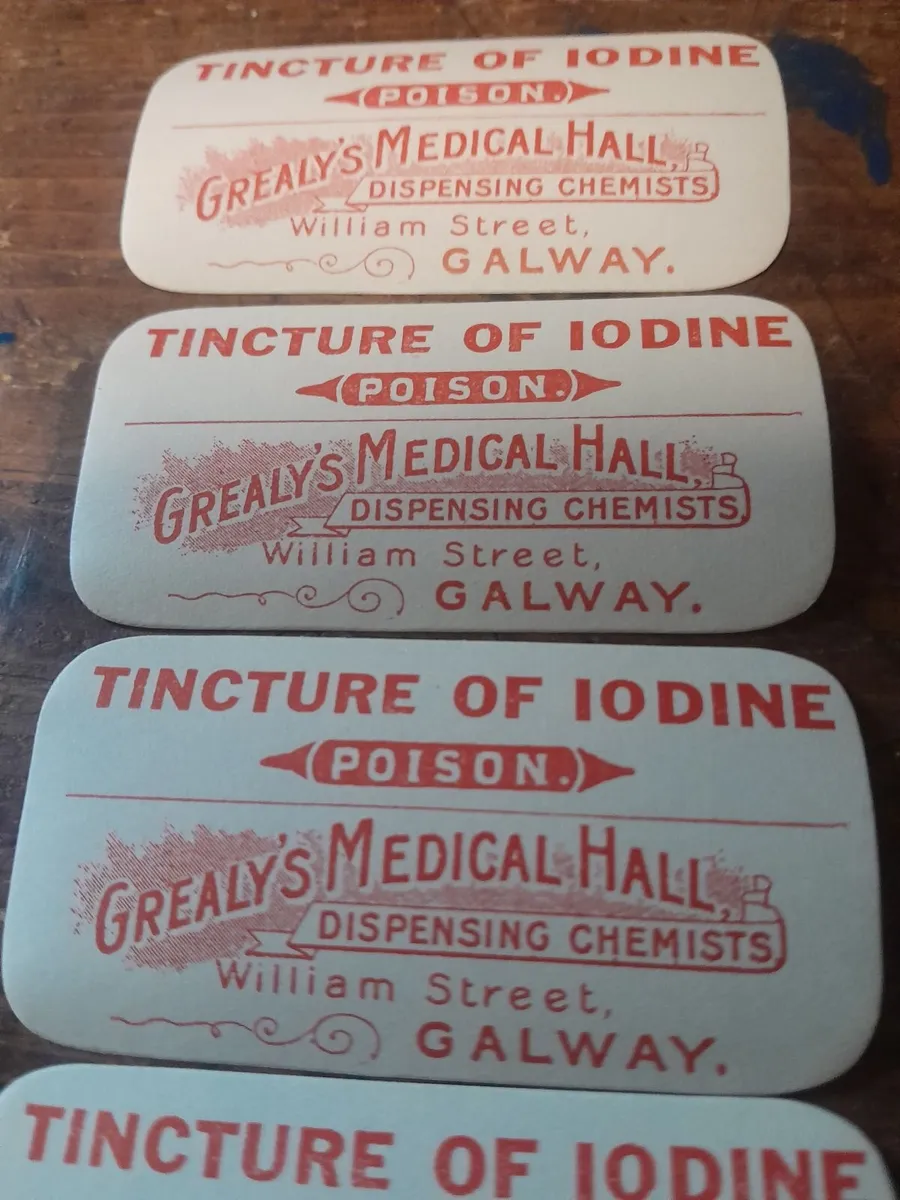 TINCTURE OF IODINE
POISON.
GREALY'S MEDICAL HALL,
DISPENSING CHEMISTS
William Street,
GALWAY.
TINCTURE OF IODINE
POISON.
GREALY'S MEDICAL HALL,
DISPENSING CHEMISTS
William Street,
GALWAY.
TINCTURE OF IODINE
POISON.
GREALY'S MEDICAL HALL,
DISPENSING CHEMISTS
William Street,
GALWAY.
TINCTURE OF IODINE